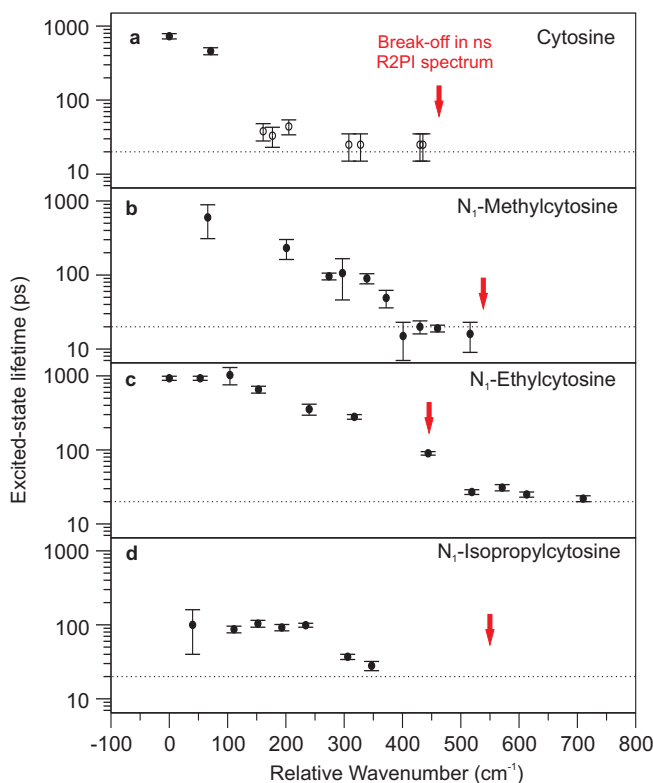 a
Cytosine
Break-off in ns
R2PI spectrum
1000
100
10
b
N₁-Methylcytosine
1000
100
10
c
N₁-Ethylcytosine
1000
100
10
d
N₁-Isopropylcytosine
1000
100
10
Excited-state lifetime (ps)
-100 0 100 200 300 400 500 600 700 800
Relative Wavenumber (cm⁻¹)